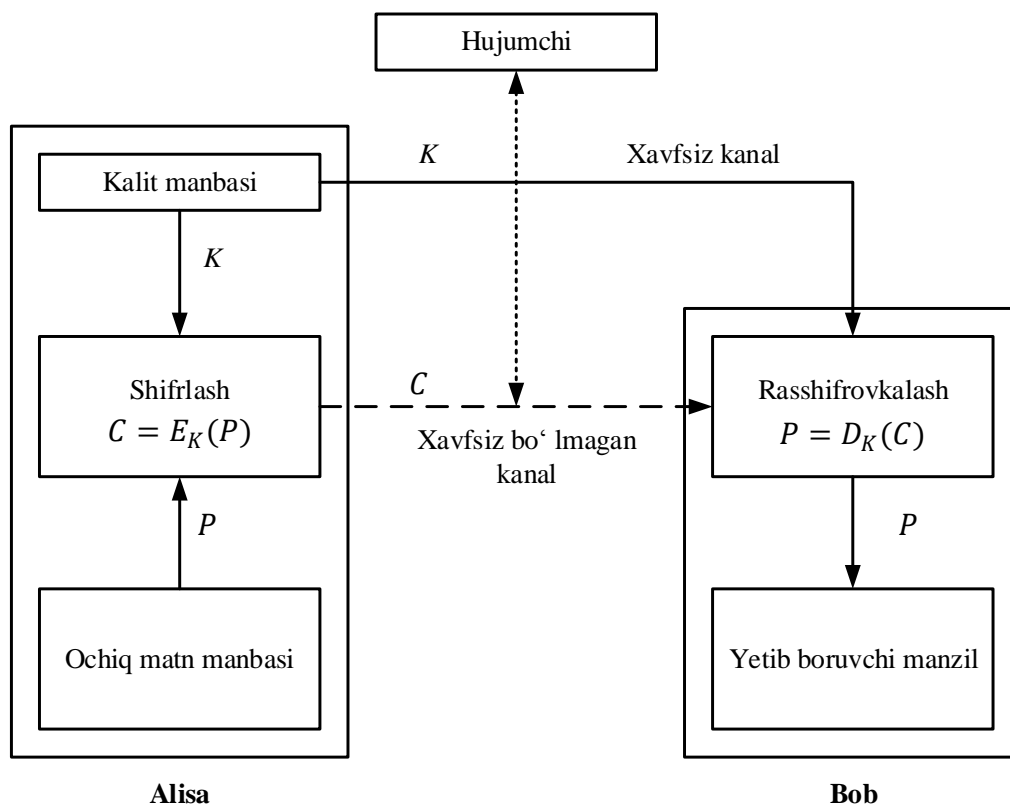 Hujumchi
K
Xavfsiz kanal
Kalit manbasi
K
Shifrlash
C = E_K(P)
C
Xavfsiz bo‘ lmagan
kanal
Rasshifrovkalash
P = D_K(C)
P
P
Ochiq matn manbasi
Yetib boruvchi manzil
Alisa
Bob